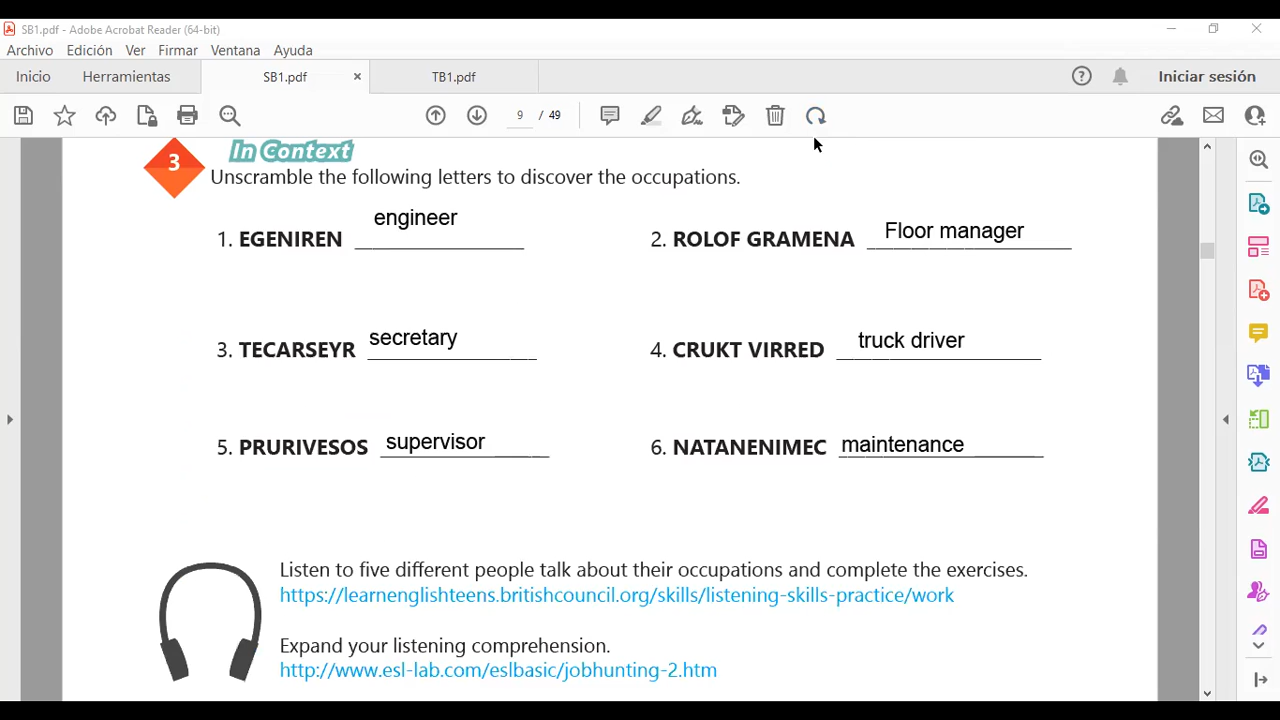 SB1.pdf - Adobe Acrobat Reader (64-bit)
Archivo Edición Ver Firmar Ventana Ayuda
Inicio Herramientas SB1.pdf × TB1.pdf Iniciar sesión
9 / 49
3 In Context
Unscramble the following letters to discover the occupations.
1. EGENIREN engineer
2. ROLOF GRAMENA Floor manager
3. TECARSEYR secretary
4. CRUKT VIRRED truck driver
5. PRURIVESOS supervisor
6. NATANENIMEC maintenance
Listen to five different people talk about their occupations and complete the exercises.
https://learnenglishteens.britishcouncil.org/skills/listening-skills-practice/work
Expand your listening comprehension.
http://www.esl-lab.com/eslbasic/jobhunting-2.htm